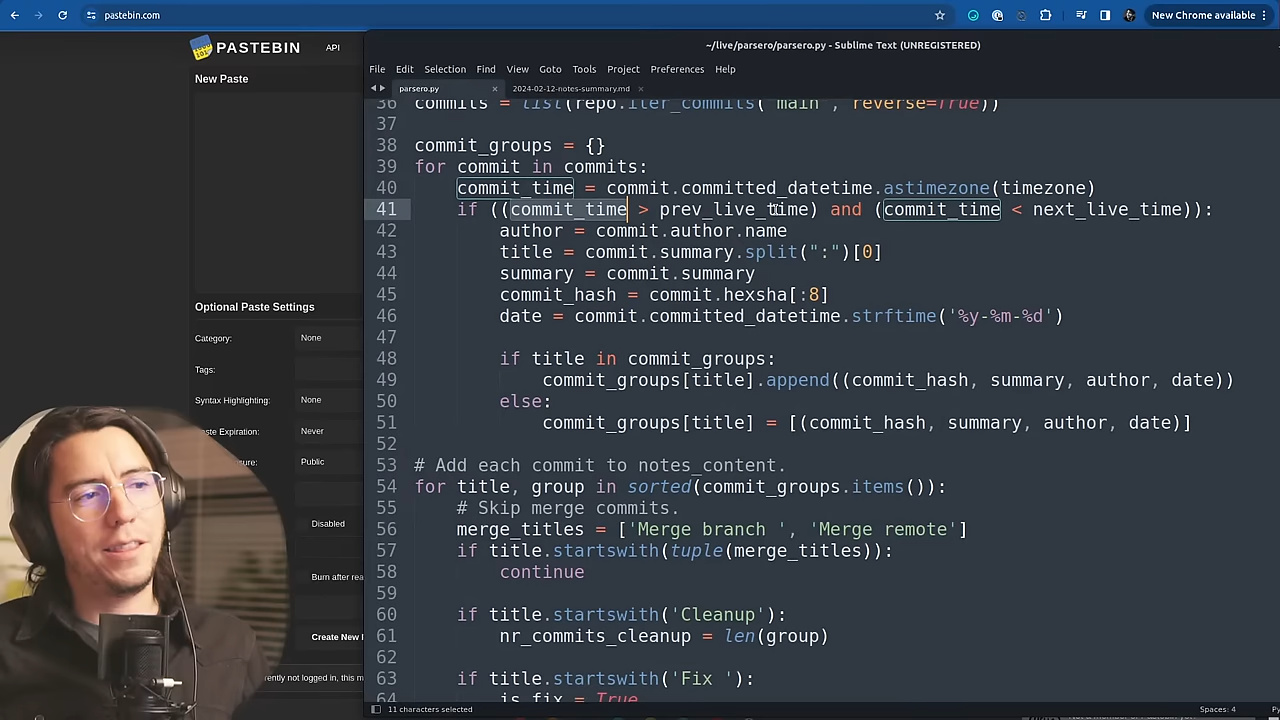 pastebin.com
New Chrome available
PASTEBIN
API
New Paste
Optional Paste Settings
Category:
None
Tags:
Syntax Highlighting:
None
Never
Public
Disabled
Burn after rea
Create New
~/live/parsero/parsero.py - Sublime Text (UNREGISTERED)
File Edit Selection Find View Goto Tools Project Preferences Help
parsero.py
2024-02-12-notes-summary.md
36 commits = list(repo.iter_commits('main', reverse=True))
37
38 commit_groups = {}
39 for commit in commits:
40     commit_time = commit.committed_datetime.astimezone(timezone)
41     if ((commit_time > prev_live_time) and (commit_time < next_live_time)):
42         author = commit.author.name
43         title = commit.summary.split(":")[0]
44         summary = commit.summary
45         commit_hash = commit.hexsha[:8]
46         date = commit.committed_datetime.strftime('%y-%m-%d')
47
48         if title in commit_groups:
49             commit_groups[title].append((commit_hash, summary, author, date))
50         else:
51             commit_groups[title] = [(commit_hash, summary, author, date)]
52
53 # Add each commit to notes_content.
54 for title, group in sorted(commit_groups.items()):
55     # Skip merge commits.
56     merge_titles = ['Merge branch ', 'Merge remote']
57     if title.startswith(tuple(merge_titles)):
58         continue
59
60     if title.startswith('Cleanup'):
61         nr_commits_cleanup = len(group)
62
63     if title.startswith('Fix '):
64         is_fix = True
11 characters selected
Spaces: 4